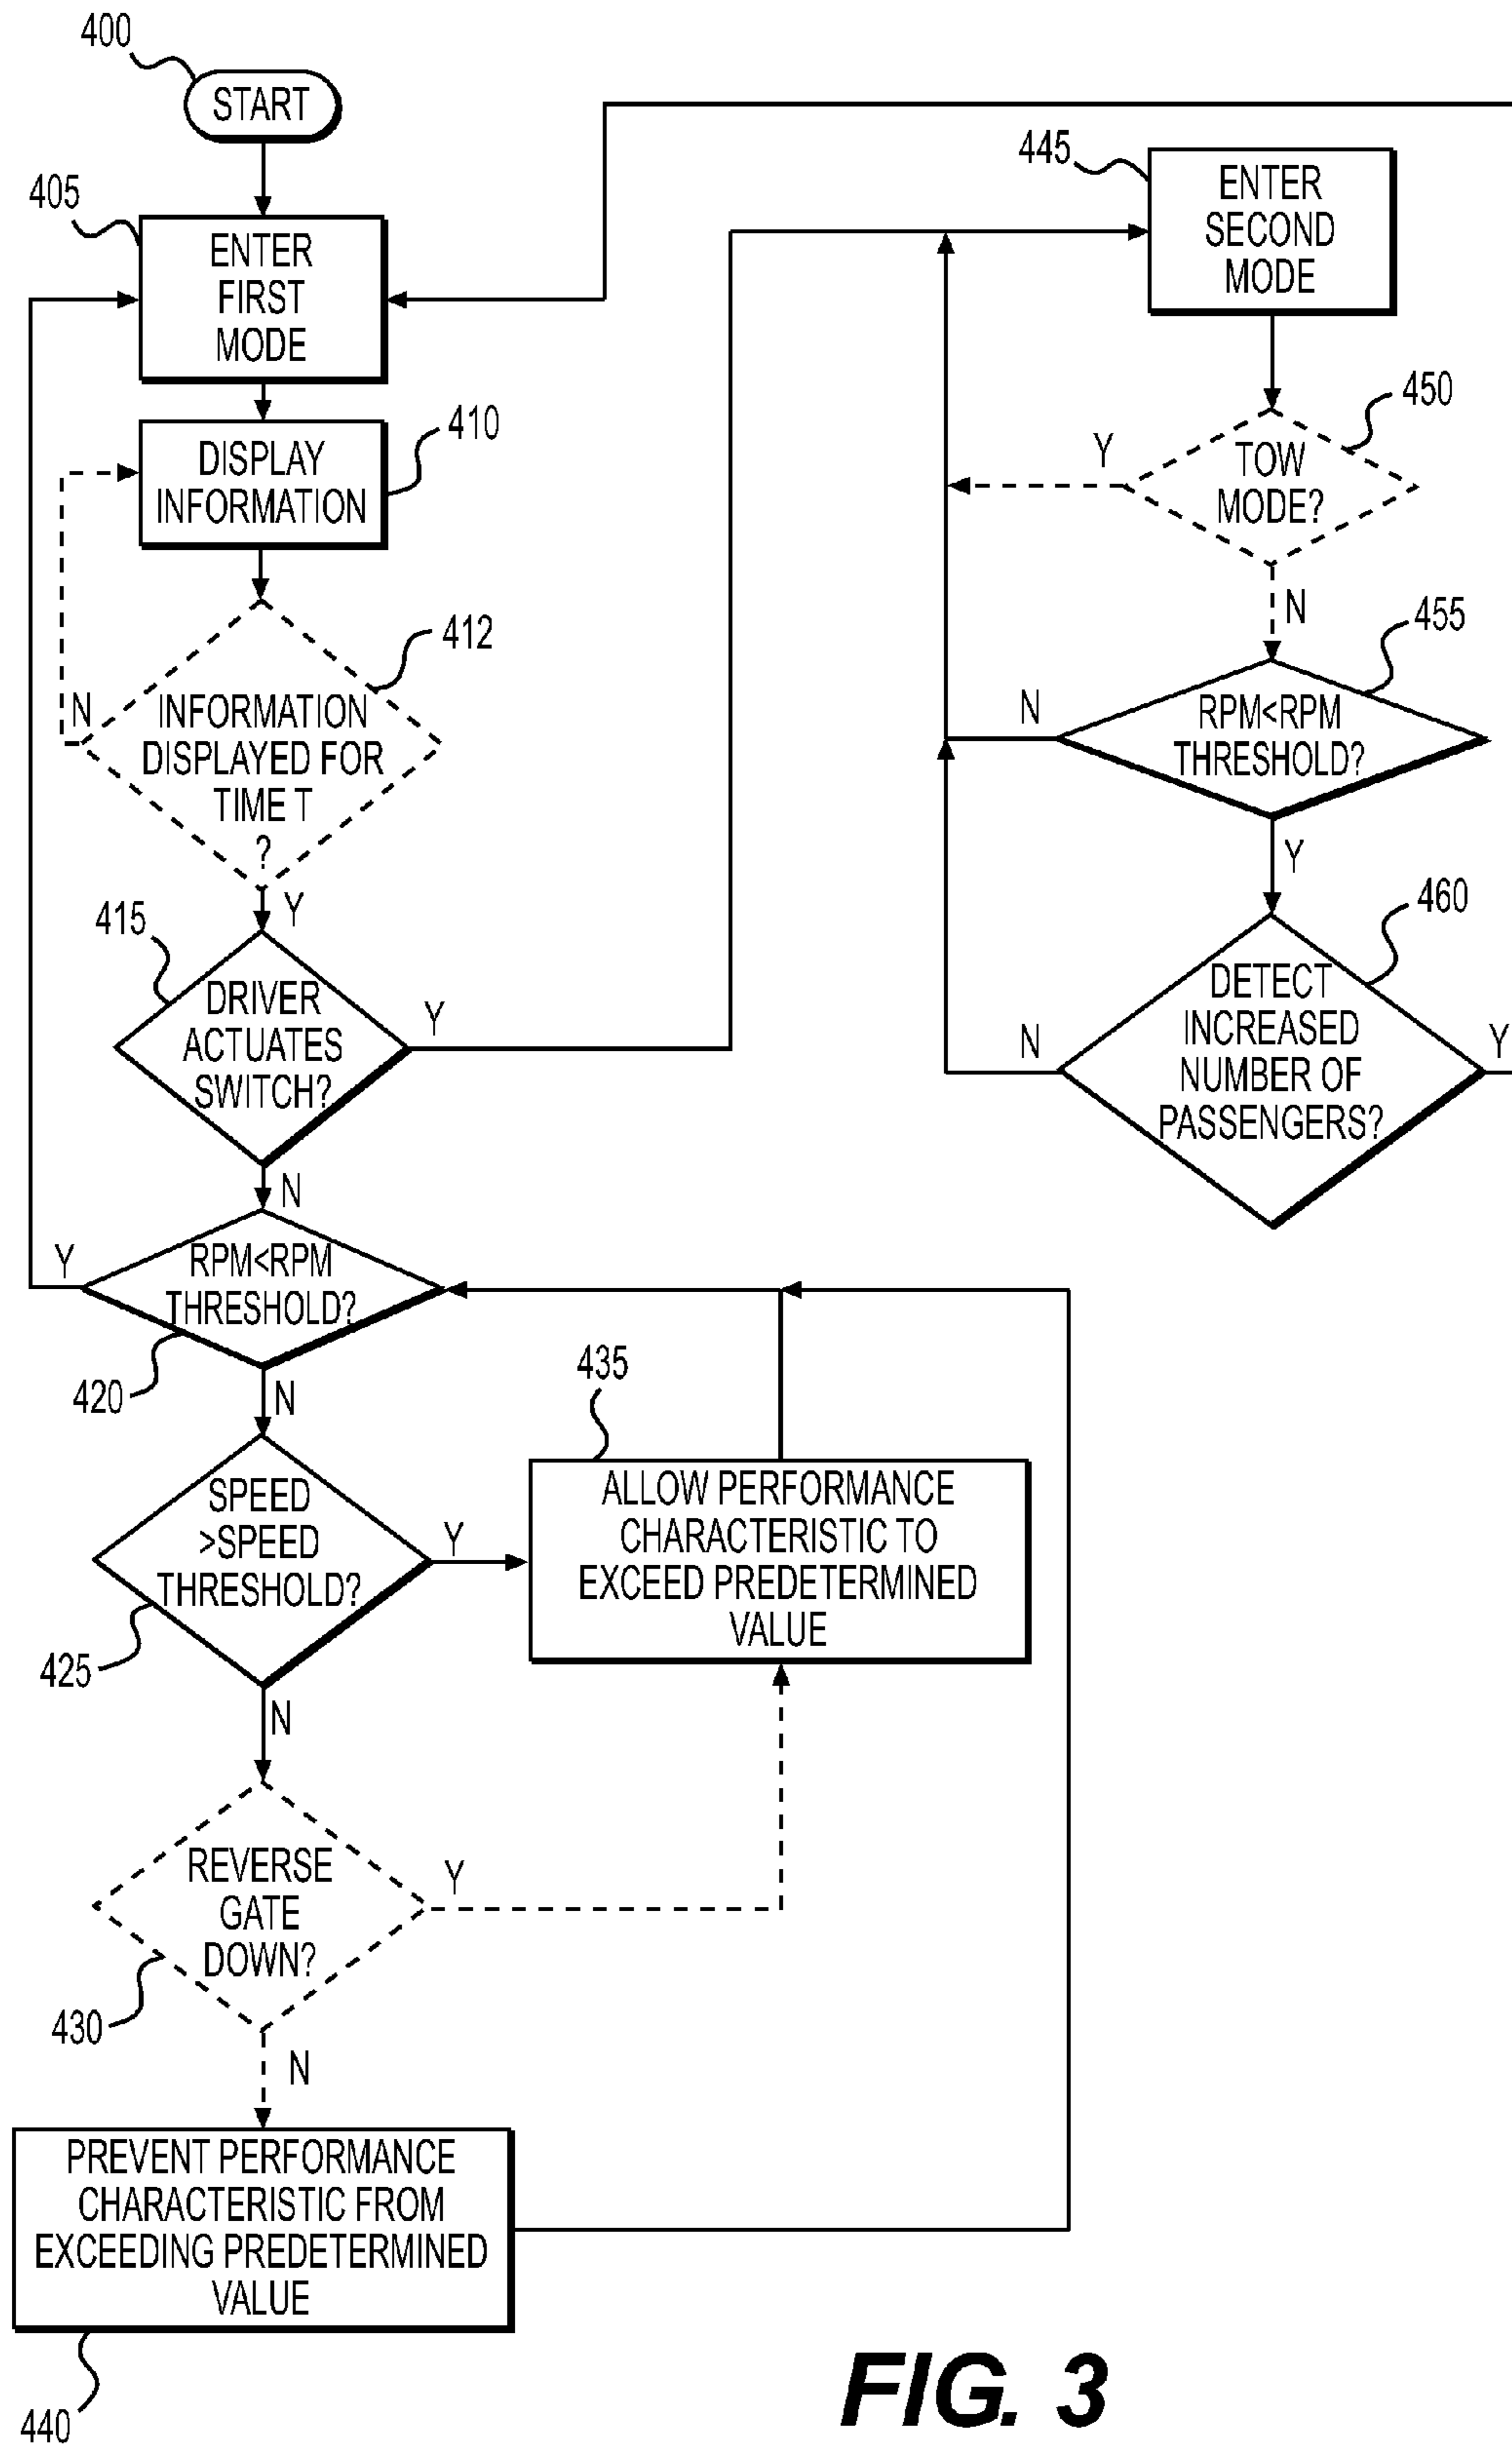 400
START
405
ENTER
FIRST
MODE
410
DISPLAY
INFORMATION
412
INFORMATION
DISPLAYED FOR
TIME T
?
N
Y
415
DRIVER
ACTUATES
SWITCH?
Y
N
RPM<RPM
THRESHOLD?
Y
420
N
SPEED
>SPEED
THRESHOLD?
Y
425
N
435
ALLOW PERFORMANCE
CHARACTERISTIC TO
EXCEED PREDETERMINED
VALUE
REVERSE
GATE
DOWN?
Y
430
N
PREVENT PERFORMANCE
CHARACTERISTIC FROM
EXCEEDING PREDETERMINED
VALUE
440
445
ENTER
SECOND
MODE
450
TOW
MODE?
Y
N
455
RPM<RPM
THRESHOLD?
N
Y
460
DETECT
INCREASED
NUMBER OF
PASSENGERS?
N
Y
FIG. 3